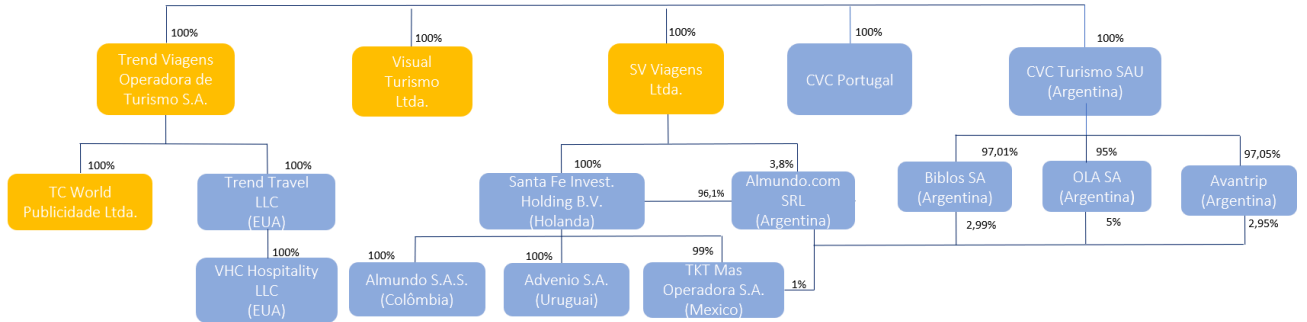 100%
100%
100%
100%
100%
Trend Viagens
Operadora de
Turismo S.A.
Visual
Turismo
Ltda.
SV Viagens
Ltda.
CVC Portugal
CVC Turismo SAU
(Argentina)
100%
100%
100%
3,8%
97,01%
95%
97,05%
TC World
Publicidade Ltda.
Trend Travel
LLC
(EUA)
Santa Fe Invest.
Holding B.V.
(Holanda)
96,1%
Almundo.com
SRL
(Argentina)
Biblos SA
(Argentina)
OLA SA
(Argentina)
Avantrip
(Argentina)
2,99%
5%
2,95%
100%
100%
100%
99%
VHC Hospitality
LLC
(EUA)
Almundo S.A.S.
(Colômbia)
Advenio S.A.
(Uruguai)
TKT Mas
Operadora S.A.
(Mexico)
1%